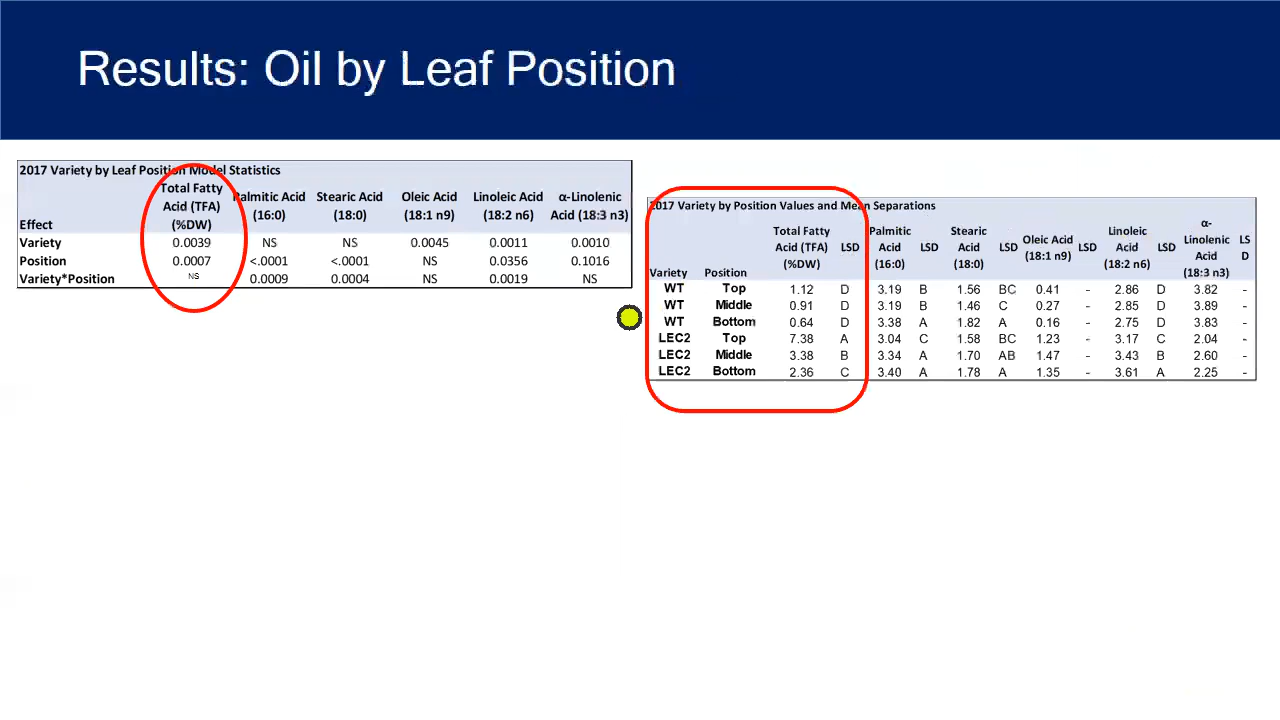 Results: Oil by Leaf Position
2017 Variety by Leaf Position Model Statistics
Effect Total Fatty Acid (TFA) (%DW) Palmitic Acid (16:0) Stearic Acid (18:0) Oleic Acid (18:1 n9) Linoleic Acid (18:2 n6) α-Linolenic Acid (18:3 n3)
Variety 0.0039 NS NS 0.0045 0.0011 0.0010
Position 0.0007 <.0001 <.0001 NS 0.0356 0.1016
Variety*Position NS 0.0009 0.0004 NS 0.0019 NS
2017 Variety by Position Values and Mean Separations
Variety Position Total Fatty Acid (TFA) (%DW) LSD Palmitic Acid (16:0) LSD Stearic Acid (18:0) LSD Oleic Acid (18:1 n9) LSD Linoleic Acid (18:2 n6) LSD α-Linolenic Acid (18:3 n3) LSD
WT Top 1.12 D 3.19 B 1.56 BC 0.41 - 2.86 D 3.82 -
WT Middle 0.91 D 3.19 B 1.46 C 0.27 - 2.85 D 3.89 -
WT Bottom 0.64 D 3.38 A 1.82 A 0.16 - 2.75 D 3.83 -
LEC2 Top 7.38 A 3.04 C 1.58 BC 1.23 - 3.17 C 2.04 -
LEC2 Middle 3.38 B 3.34 A 1.70 AB 1.47 - 3.43 B 2.60 -
LEC2 Bottom 2.36 C 3.40 A 1.78 A 1.35 - 3.61 A 2.25 -